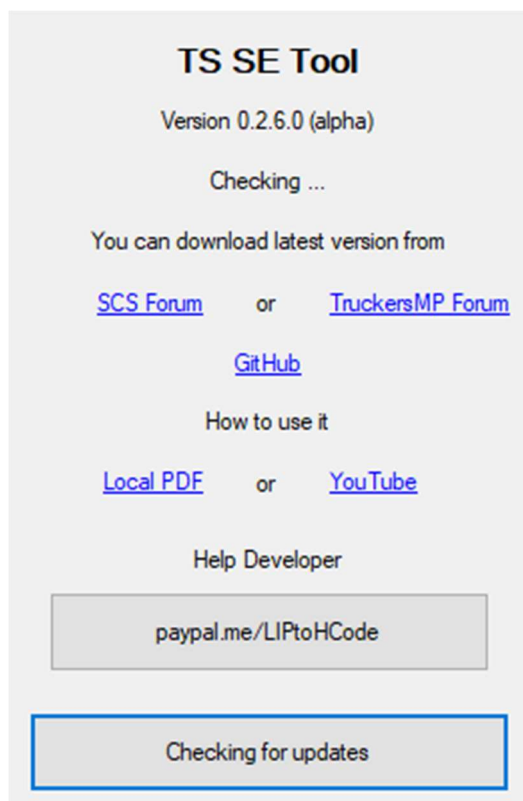 TS SE Tool
Version 0.2.6.0 (alpha)
Checking ...
You can download latest version from
SCS Forum or TruckersMP Forum
GitHub
How to use it
Local PDF or YouTube
Help Developer
paypal.me/LIPtoHCode
Checking for updates